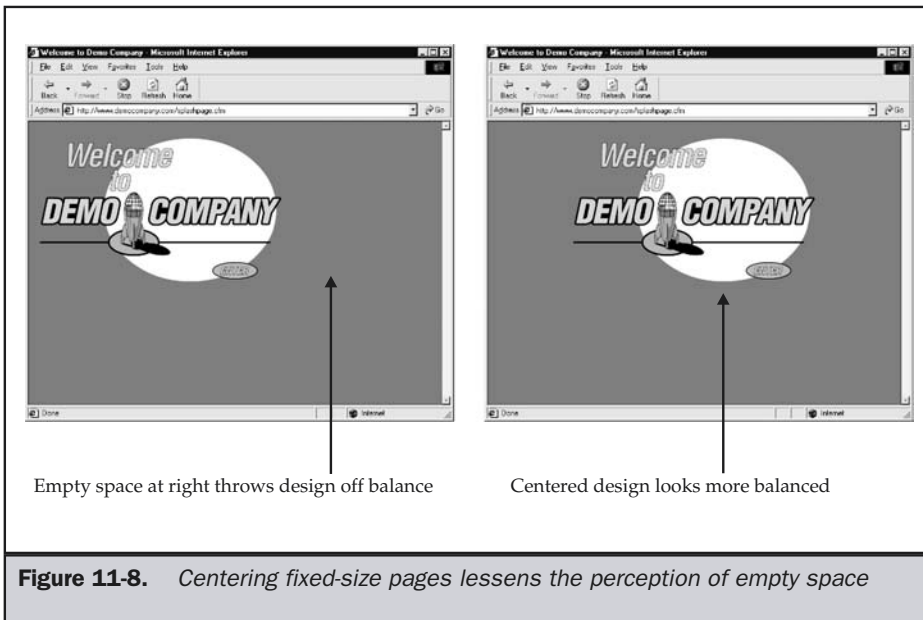 Welcome to Demo Company - Microsoft Internet Explorer
File Edit View Favorites Tools Help
Back Forward Stop Refresh Home
Address http://www.democompany.com/splashpage.cfm Go
Welcome
to
DEMO COMPANY
Done Internet
Empty space at right throws design off balance
Welcome to Demo Company - Microsoft Internet Explorer
File Edit View Favorites Tools Help
Back Forward Stop Refresh Home
Address http://www.democompany.com/splashpage.cfm Go
Welcome
to
DEMO COMPANY
Done Internet
Centered design looks more balanced
Figure 11-8. Centering fixed-size pages lessens the perception of empty space